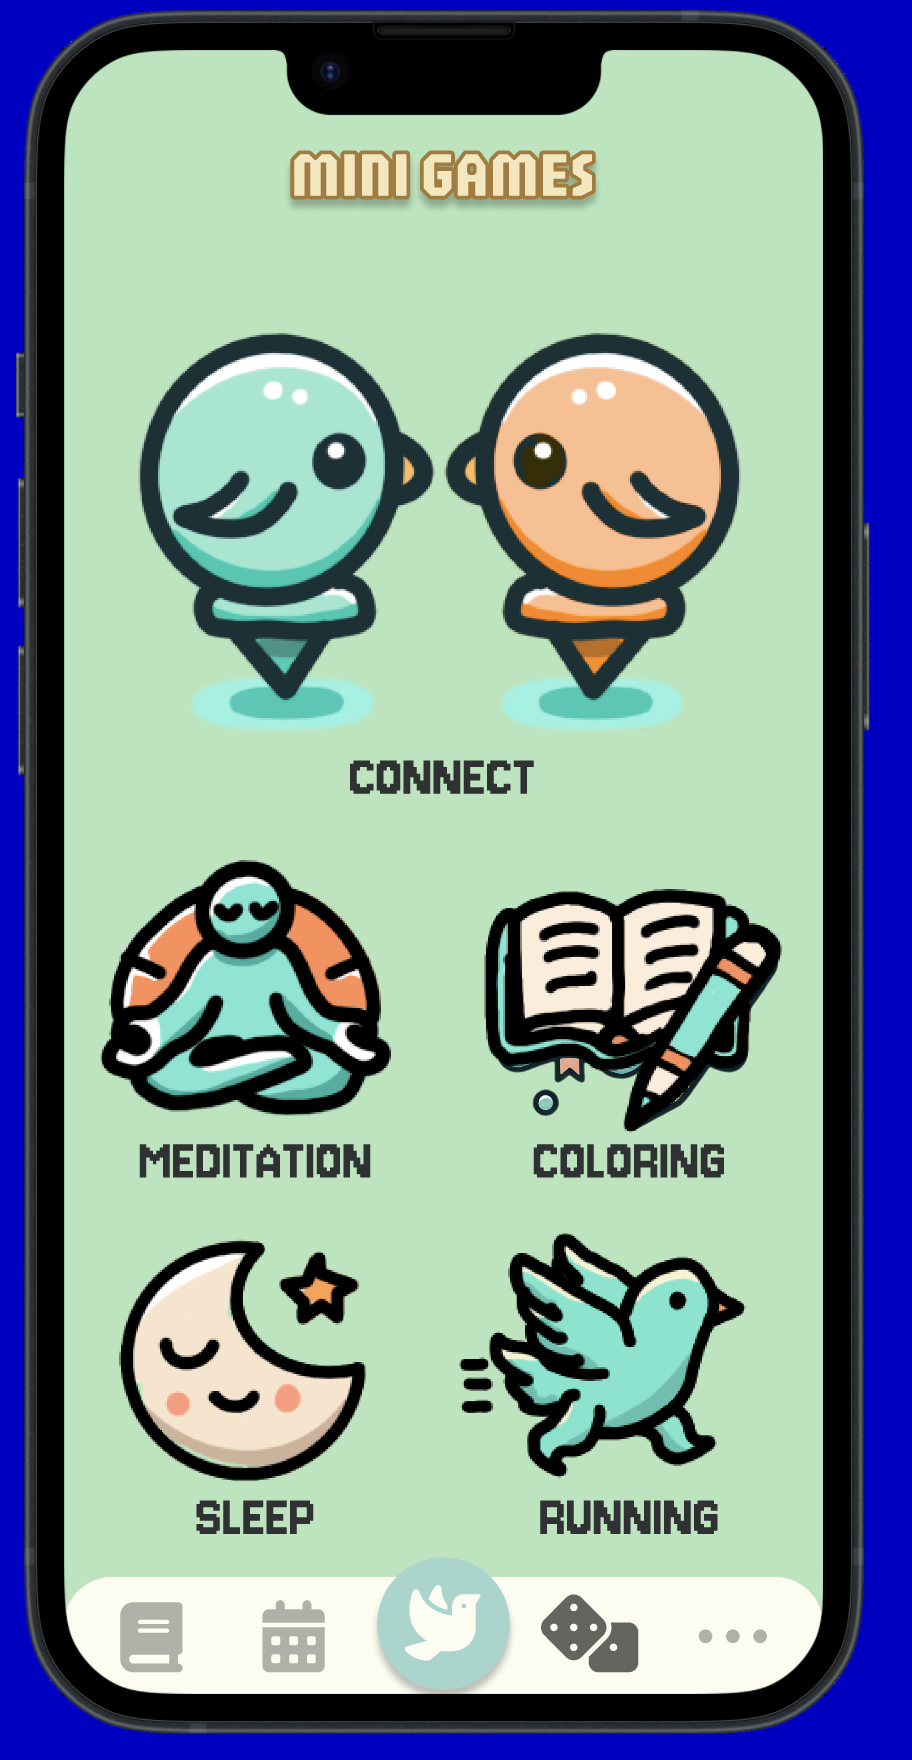 MINI GAMES
CONNECT
MEDITATION
COLORING
SLEEP
RUNNING